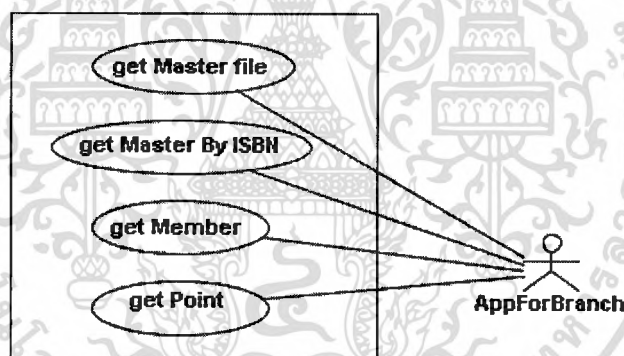 get Master file
get Master By ISBN
get Member
get Point
AppForBranch